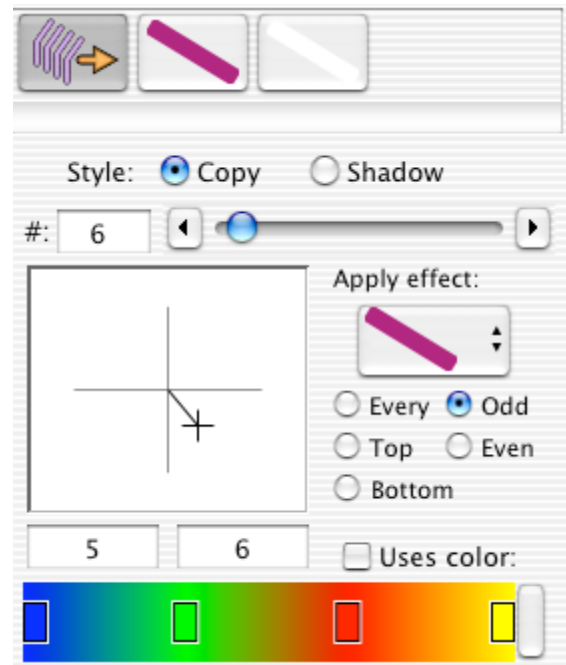 Style: Copy Shadow
#: 6
Apply effect:
Every Odd
Top Even
Bottom
5 6 Uses color: